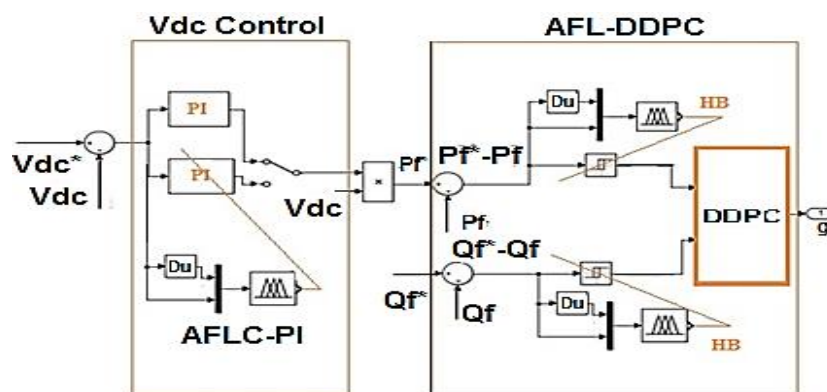 Vdc Control
AFL-DDPC
PI
Du
HB
Vdc*
Vdc
PI
Vdc
×
Pf*
Pf*-Pf
Pf
DDPC
g
Qf*-Qf
Du
Qf*
Qf
Du
AFLC-PI
HB
1